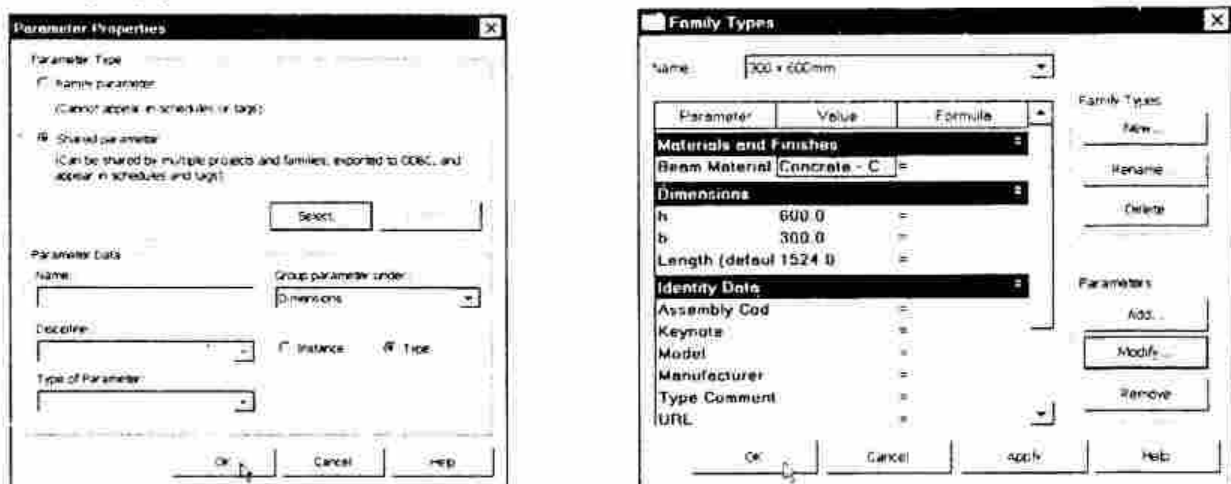 Parameter Properties
Parameter Type
Family parameter
(Cannot appear in schedules or tags)
Shared parameter
(Can be shared by multiple projects and families, exported to ODBC, and
appear in schedules and tags)
Select...
Parameter Data
Name:
Group parameter under:
Dimensions
Discipline:
Instance
Type
Type of Parameter:
OK
Cancel
Help
Family Types
Name:
300 x 600mm
Parameter Value Formula
Materials and Finishes
Beam Material Concrete - C =
Dimensions
h 600.0 =
b 300.0 =
Length (defaul 1524.0 =
Identity Data
Assembly Cod =
Keynote =
Model =
Manufacturer =
Type Comment =
URL =
Family Types
New...
Rename...
Delete
Parameters
Add...
Modify...
Remove
OK
Cancel
Apply
Help